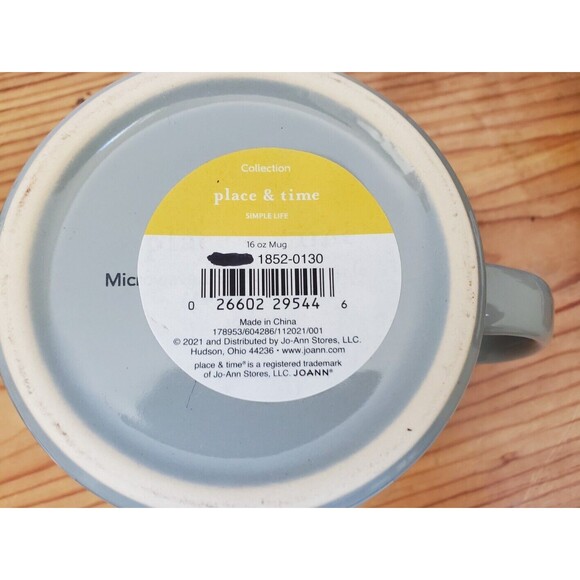 Collection
place & time
SIMPLE LIFE
16 oz Mug
1852-0130
Micr
0 26602 29544 6
Made in China
178953/604286/112021/001
© 2021 and Distributed by Jo-Ann Stores, LLC.
Hudson, Ohio 44236 • www.joann.com
place & time® is a registered trademark
of Jo-Ann Stores, LLC. JOANN®